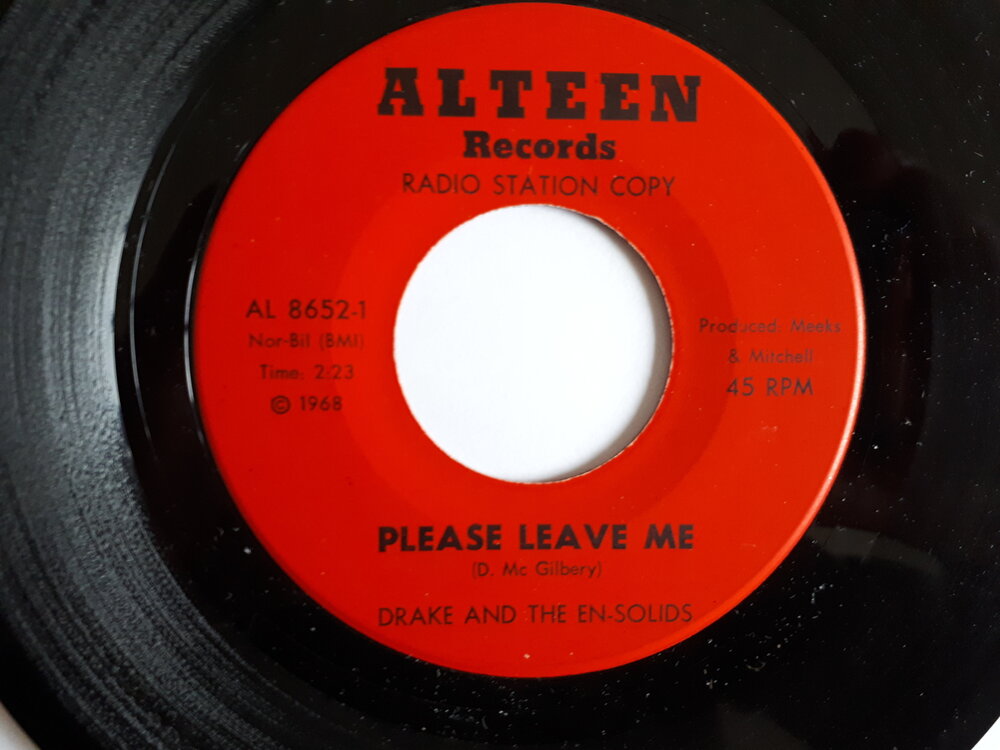 ALTEEN
Records
RADIO STATION COPY
AL 8652-1
Nor-Bil (BMI)
Time: 2:23
© 1968
Produced: Meeks
& Mitchell
45 RPM
PLEASE LEAVE ME
(D. Mc Gilbery)
DRAKE AND THE EN-SOLIDS